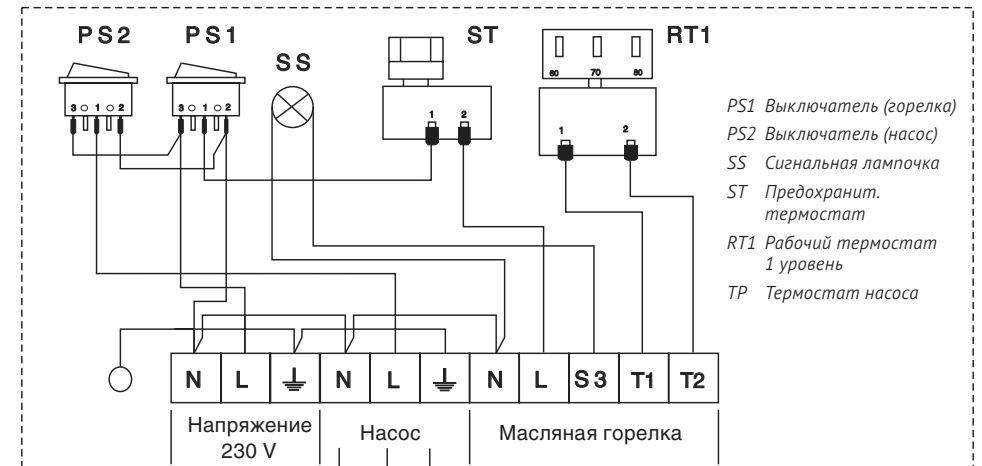 PS2 PS1 SS ST RT1
60 70 80
3 1 2 3 1 2 1 2 1 2
PS1 Выключатель (горелка)
PS2 Выключатель (насос)
SS Сигнальная лампочка
ST Предохранит.
термостат
RT1 Рабочий термостат
1 уровень
TP Термостат насоса
N L N L N L S3 T1 T2
Напряжение
230 V
Насос
Масляная горелка